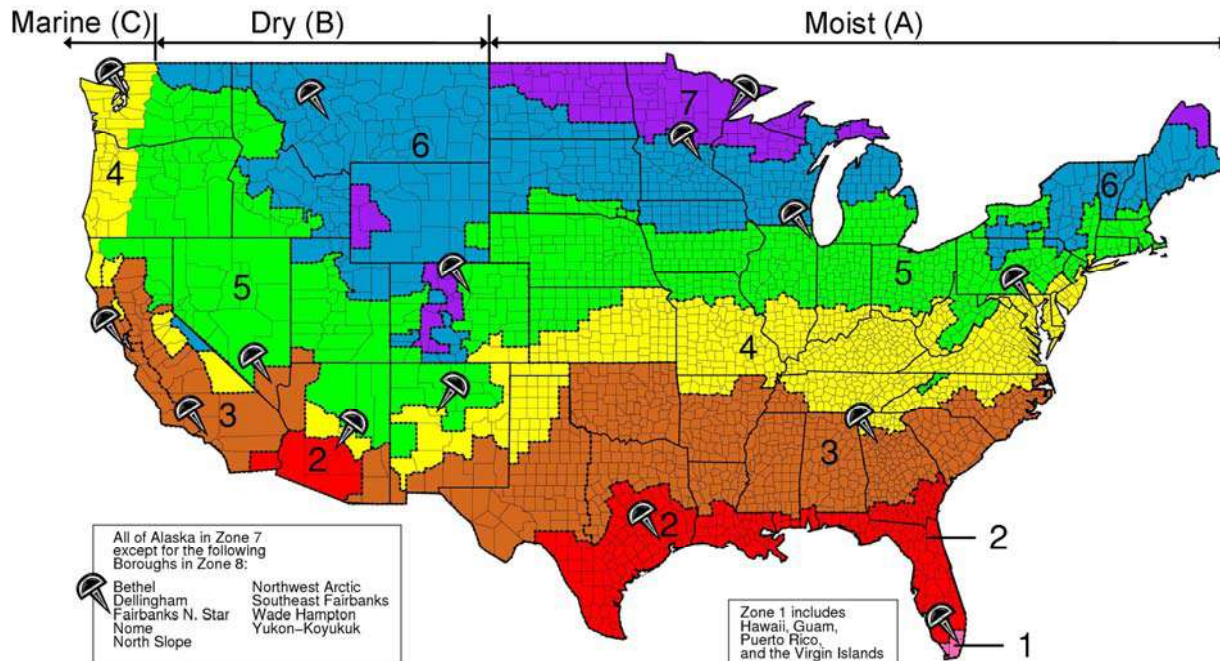 Marine (C) Dry (B) Moist (A)
7
6
4
6
5
5
4
3
3
2
2
2
1
All of Alaska in Zone 7
except for the following
Boroughs in Zone 8:
Bethel Northwest Arctic
Dellingham Southeast Fairbanks
Fairbanks N. Star Wade Hampton
Nome Yukon-Koyukuk
North Slope
Zone 1 includes
Hawaii, Guam,
Puerto Rico,
and the Virgin Islands